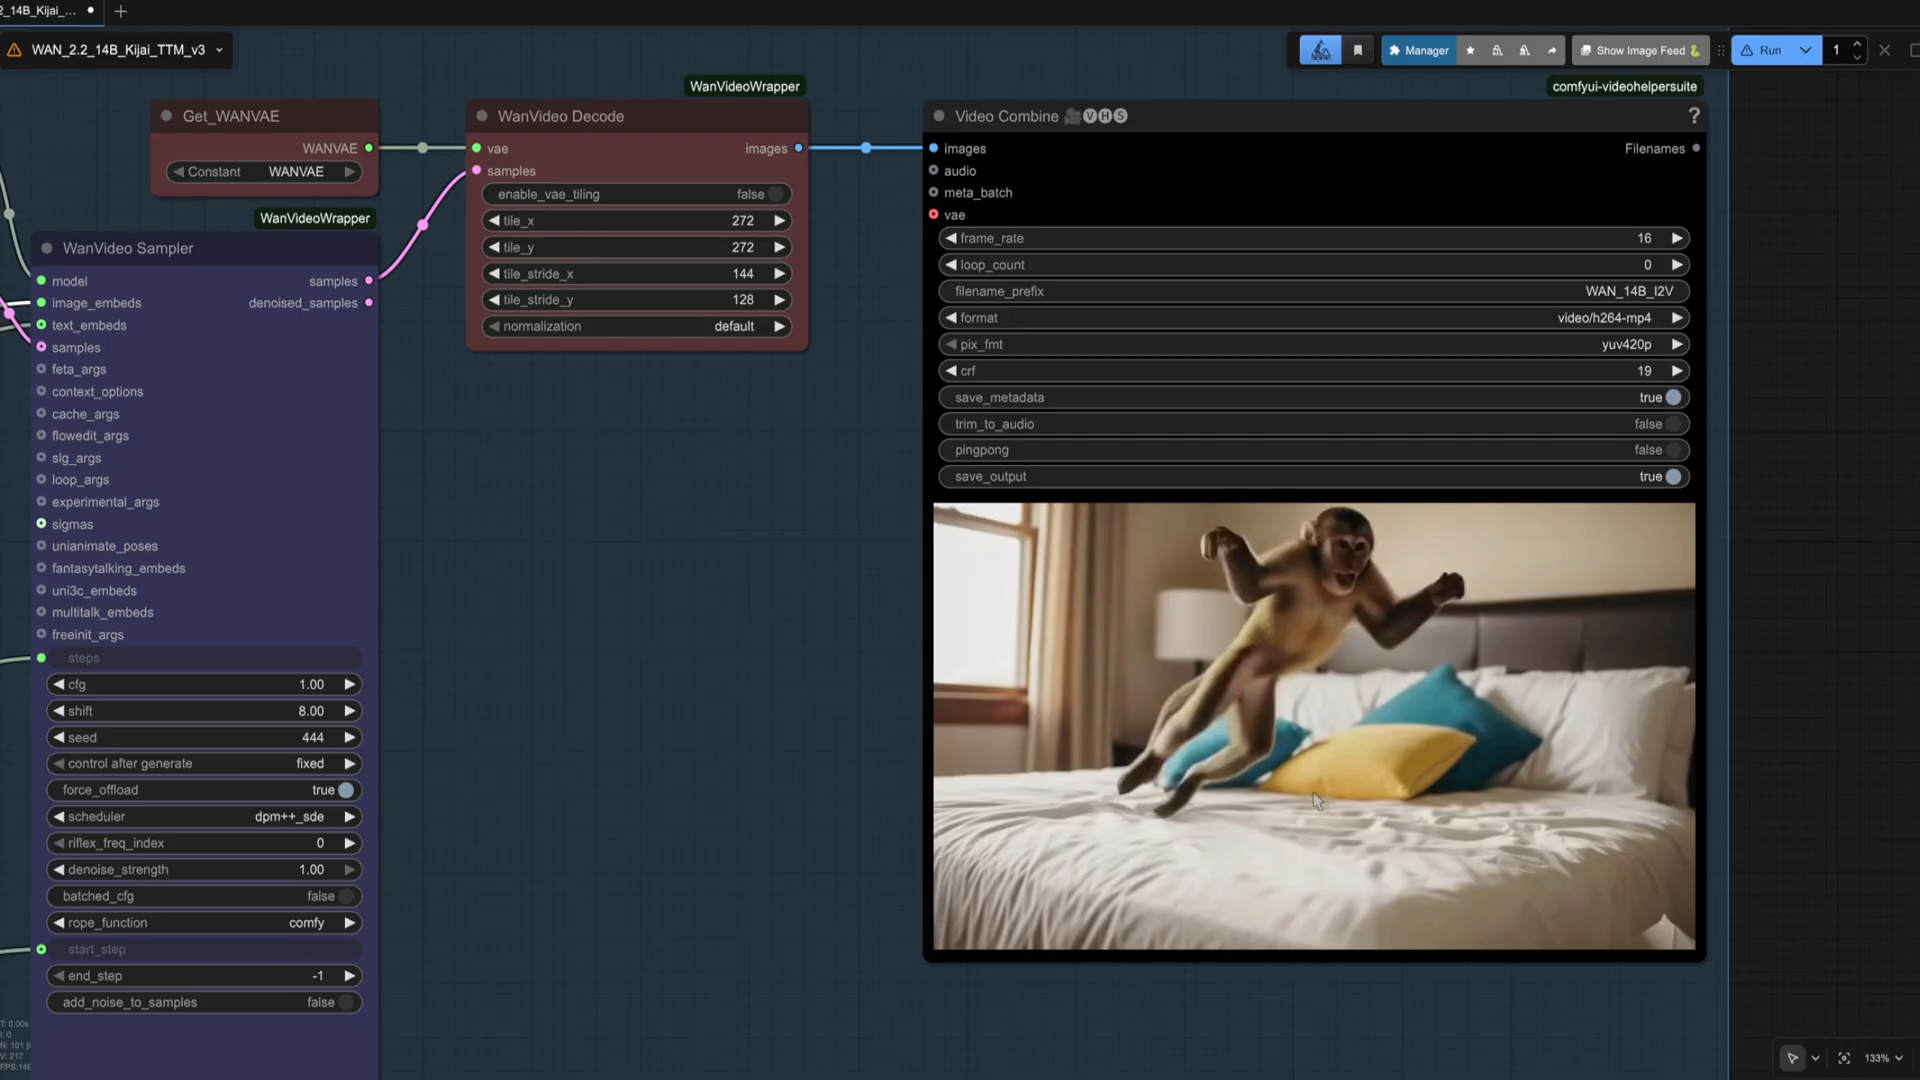 2_14B_Kijai_...
WAN_2.2_14B_Kijai_TTM_v3
Manager
Show Image Feed
Run
1
WanVideoWrapper
comfyui-videohelpersuite
Get_WANVAE
WANVAE
Constant WANVAE
WanVideoWrapper
WanVideo Decode
vae
images
samples
enable_vae_tiling false
tile_x 272
tile_y 272
tile_stride_x 144
tile_stride_y 128
normalization default
WanVideo Sampler
model
samples
image_embeds
denoised_samples
text_embeds
samples
feta_args
context_options
cache_args
flowedit_args
slg_args
loop_args
experimental_args
sigmas
unianimate_poses
fantasytalking_embeds
uni3c_embeds
multitalk_embeds
freeinit_args
steps
cfg 1.00
shift 8.00
seed 444
control after generate fixed
force_offload true
scheduler dpm++_sde
riflex_freq_index 0
denoise_strength 1.00
batched_cfg false
rope_function comfy
start_step
end_step -1
add_noise_to_samples false
Video Combine VHS
?
images
Filenames
audio
meta_batch
vae
frame_rate 16
loop_count 0
filename_prefix WAN_14B_I2V
format video/h264-mp4
pix_fmt yuv420p
crf 19
save_metadata true
trim_to_audio false
pingpong false
save_output true
T: 0.00s
I: 0
V: 217
133%